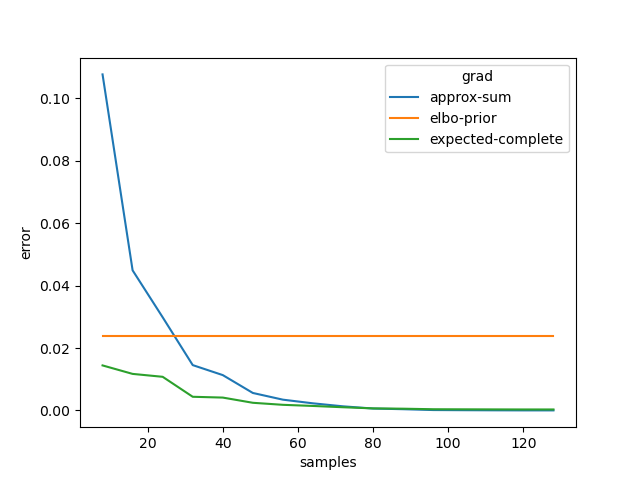 grad
approx-sum
elbo-prior
expected-complete
error
0.10
0.08
0.06
0.04
0.02
0.00
20 40 60 80 100 120
samples